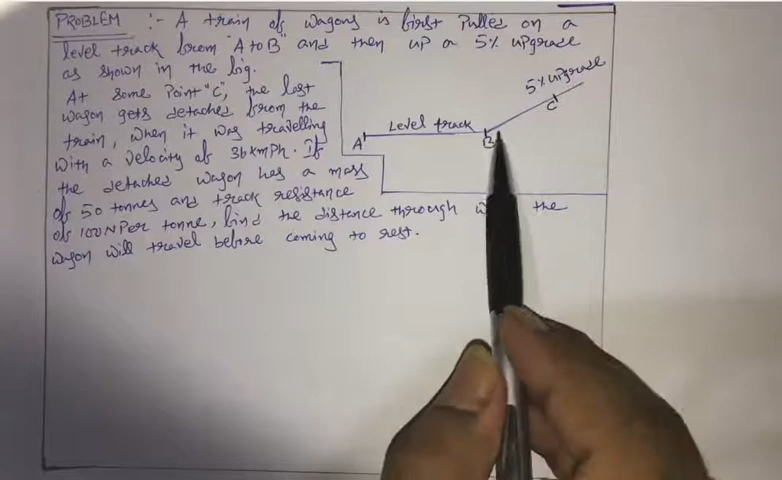 PROBLEM :- A train of wagons is first pulled on a
level track from "A to B" and then up a 5% upgrade
as shown in the fig.
At some Point "C", the last
wagon gets detached from the
train, when it was travelling
with a velocity of 36kmph. If
the detached wagon has a mass
of 50 tonnes and track resistance
of 100N Per tonne, find the distance through the
wagon will travel before coming to rest.
5% upgrade
C
Level track
A
B